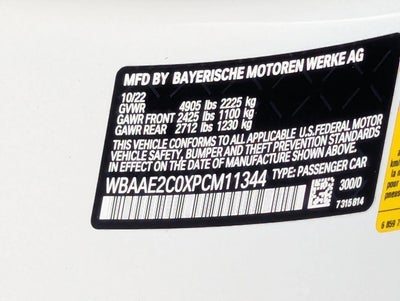 MFD BY BAYERISCHE MOTOREN WERKE AG
10/22
GVWR 4905 lbs 2225 kg
GAWR FRONT 2425 lbs 1100 kg
GAWR REAR 2712 lbs 1230 kg
THIS VEHICLE CONFORMS TO ALL APPLICABLE U.S.FEDERAL MOTOR
VEHICLE SAFETY, BUMPER AND THEFT PREVENTION STANDARDS
IN EFFECT ON THE DATE OF MANUFACTURE SHOWN ABOVE.
WBAAE2C0XPCM11344 TYPE: PASSENGER CAR
300/0
7 315 814